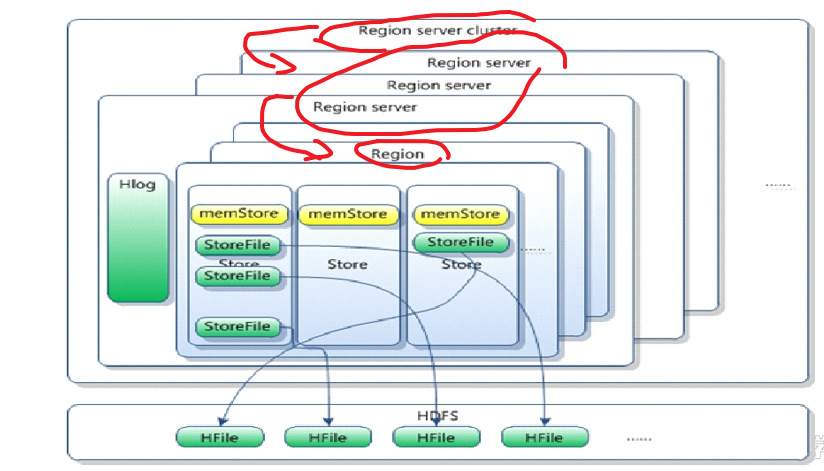 Region server cluster
Region server
Region server
Region server
Region
Hlog
memStore
memStore
memStore
StoreFile
StoreFile
Store
Store
Store
StoreFile
StoreFile
......
......
HDFS
HFile
HFile
HFile
HFile
......